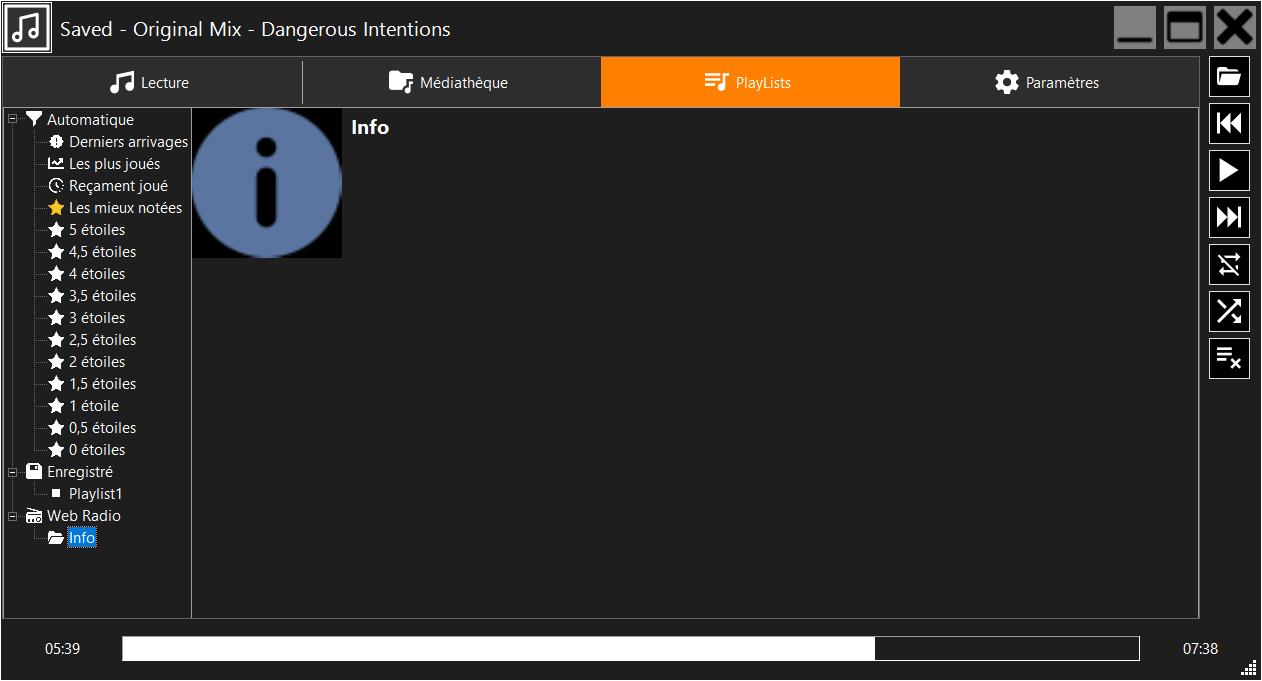 Saved - Original Mix - Dangerous Intentions
Lecture
Médiathèque
PlayLists
Paramètres
Automatique
Derniers arrivages
Les plus joués
Reçament joué
Les mieux notées
5 étoiles
4,5 étoiles
4 étoiles
3,5 étoiles
3 étoiles
2,5 étoiles
2 étoiles
1,5 étoiles
1 étoile
0,5 étoiles
0 étoiles
Enregistré
Playlist1
Web Radio
Info
Info
05:39
07:38